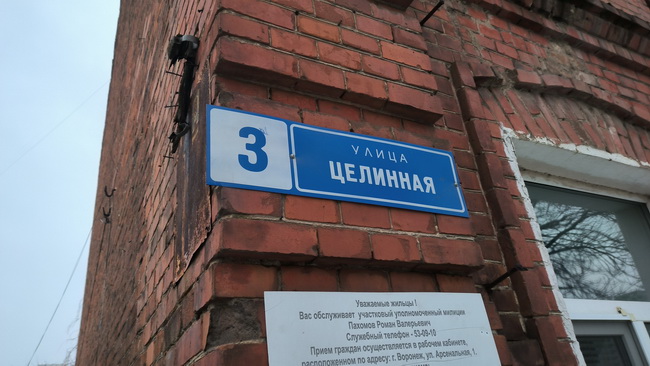 3
УЛИЦА
ЦЕЛИННАЯ
Уважаемые жильцы !
Вас обслуживает участковый уполномоченный милиции
Пахомов Роман Валерьевич
Служебный телефон - 53-09-10
Прием граждан осуществляется в рабочем кабинете,
расположенном по адресу: г. Воронеж, ул. Арсенальная, 1.